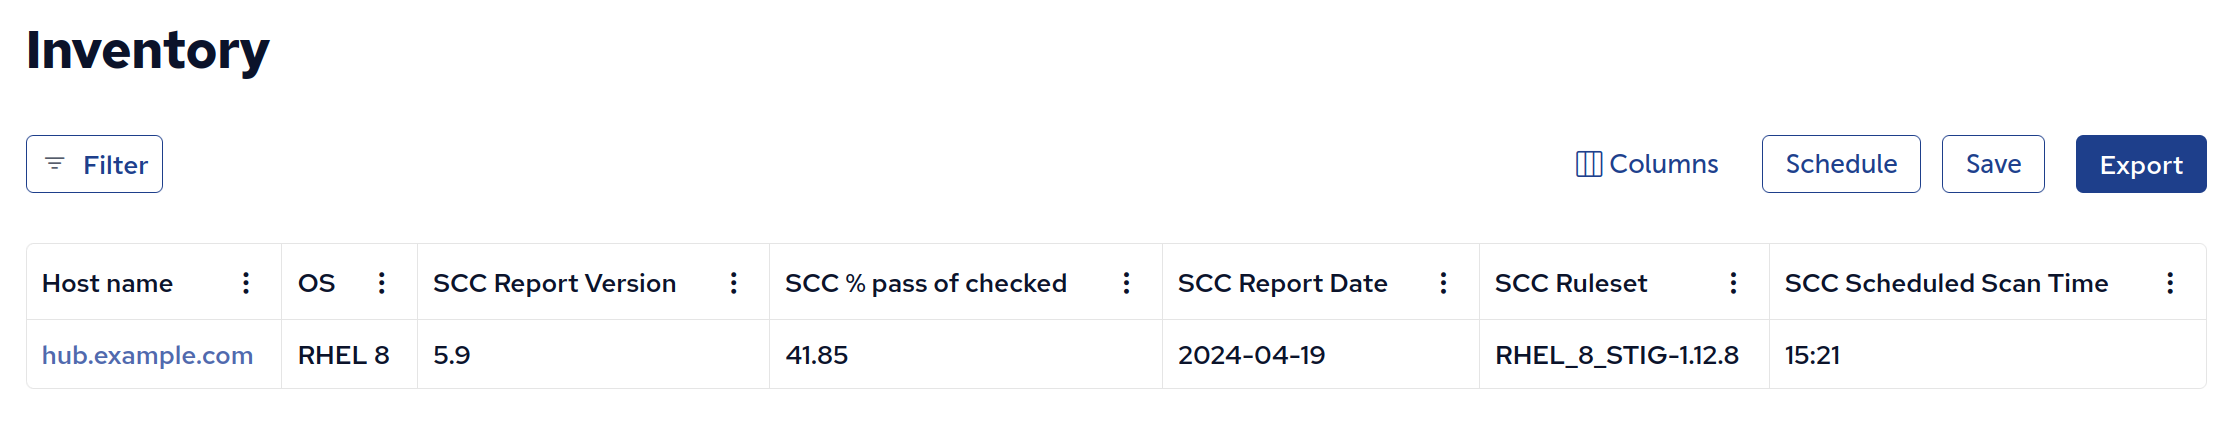 Inventory
Filter
Columns Schedule Save Export
Host name OS SCC Report Version SCC % pass of checked SCC Report Date SCC Ruleset SCC Scheduled Scan Time
hub.example.com RHEL 8 5.9 41.85 2024-04-19 RHEL_8_STIG-1.12.8 15:21